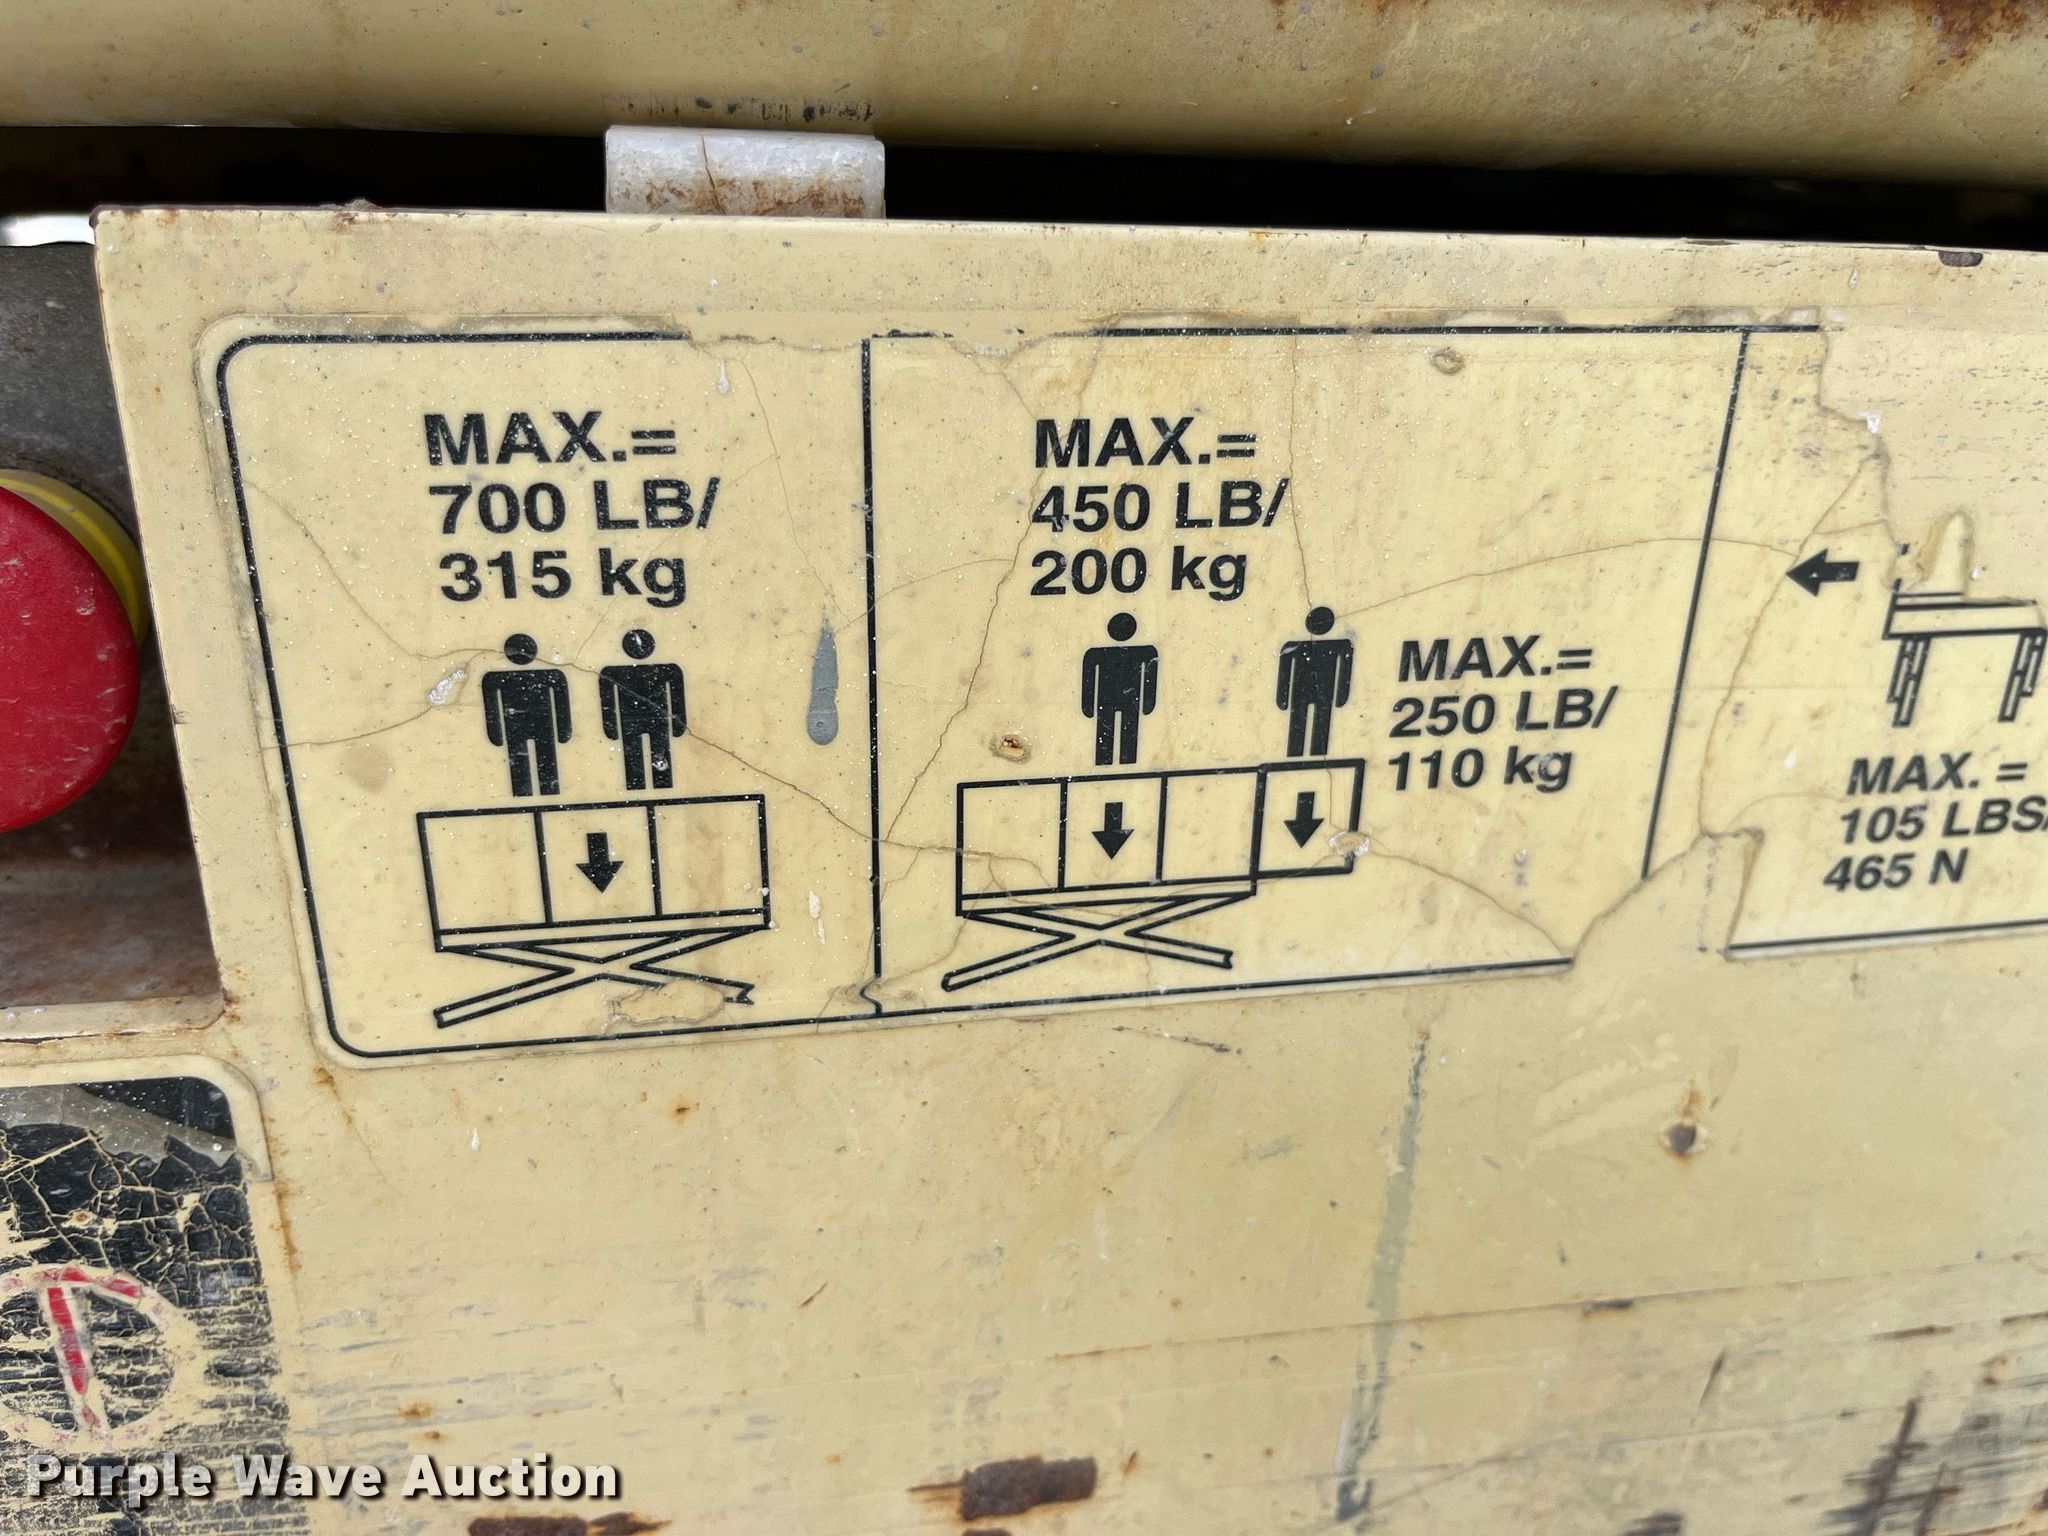 MAX.=
700 LB/
315 kg
MAX.=
450 LB/
200 kg
MAX.=
250 LB/
110 kg
MAX. =
105 LBS/
465 N
Purple Wave Auction